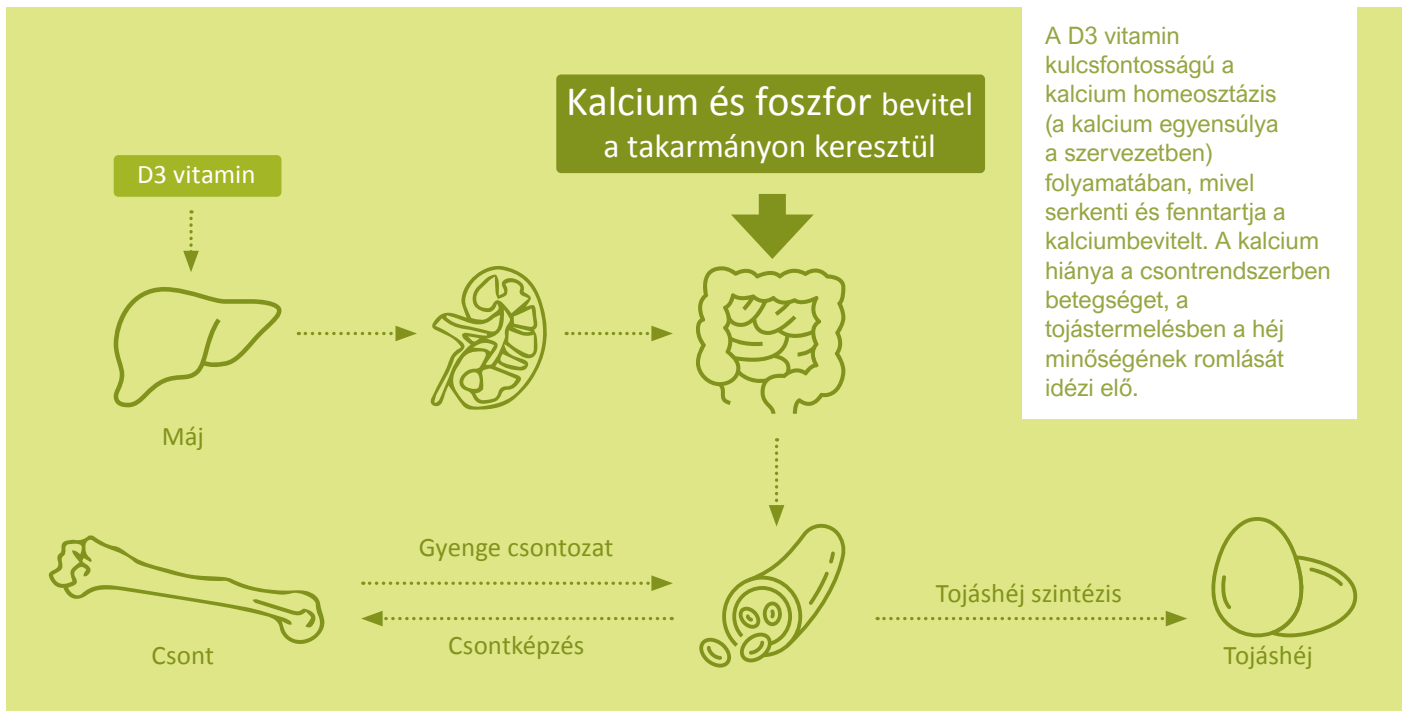 Kalcium és foszfor bevitel
a takarmányon keresztül
D3 vitamin
Máj
Gyenge csontozat
Csontképzés
Csont
Tojáshéj szintézis
Tojáshéj
A D3 vitamin
kulcsfontosságú a
kalcium homeosztázis
(a kalcium egyensúlya
a szervezetben)
folyamatában, mivel
serkenti és fenntartja a
kalciumbevitelt. A kalcium
hiánya a csontrendszerben
betegséget, a
tojástermelésben a héj
minőségének romlását
idézi elő.